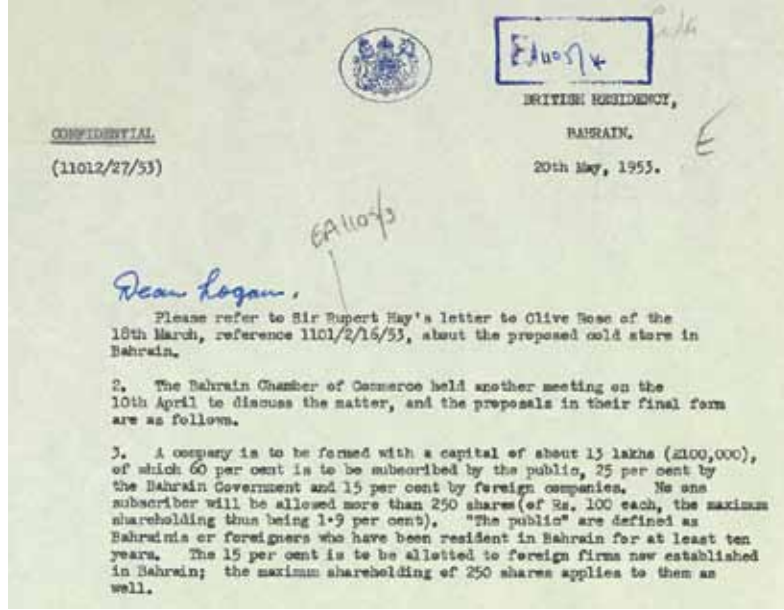 BRITISH RESIDENCY,
BAHRAIN.
CONFIDENTIAL
(11012/27/53)
20th May, 1953.
E
EA1105/3
Dear Logan,
Please refer to Sir Rupert Hay's letter to Clive Rose of the
18th March, reference 1101/2/16/53, about the proposed cold store in
Bahrain.
2. The Bahrain Chamber of Commerce held another meeting on the
10th April to discuss the matter, and the proposals in their final form
are as follows.
3. A company is to be formed with a capital of about 13 lakhs (£100,000),
of which 60 per cent is to be subscribed by the public, 25 per cent by
the Bahrain Government and 15 per cent by foreign companies. No one
subscriber will be allowed more than 250 shares(of Rs. 100 each, the maximum
shareholding thus being 1·9 per cent). "The public" are defined as
Bahrainis or foreigners who have been resident in Bahrain for at least ten
years. The 15 per cent is to be allotted to foreign firms now established
in Bahrain; the maximum shareholding of 250 shares applies to them as
well.